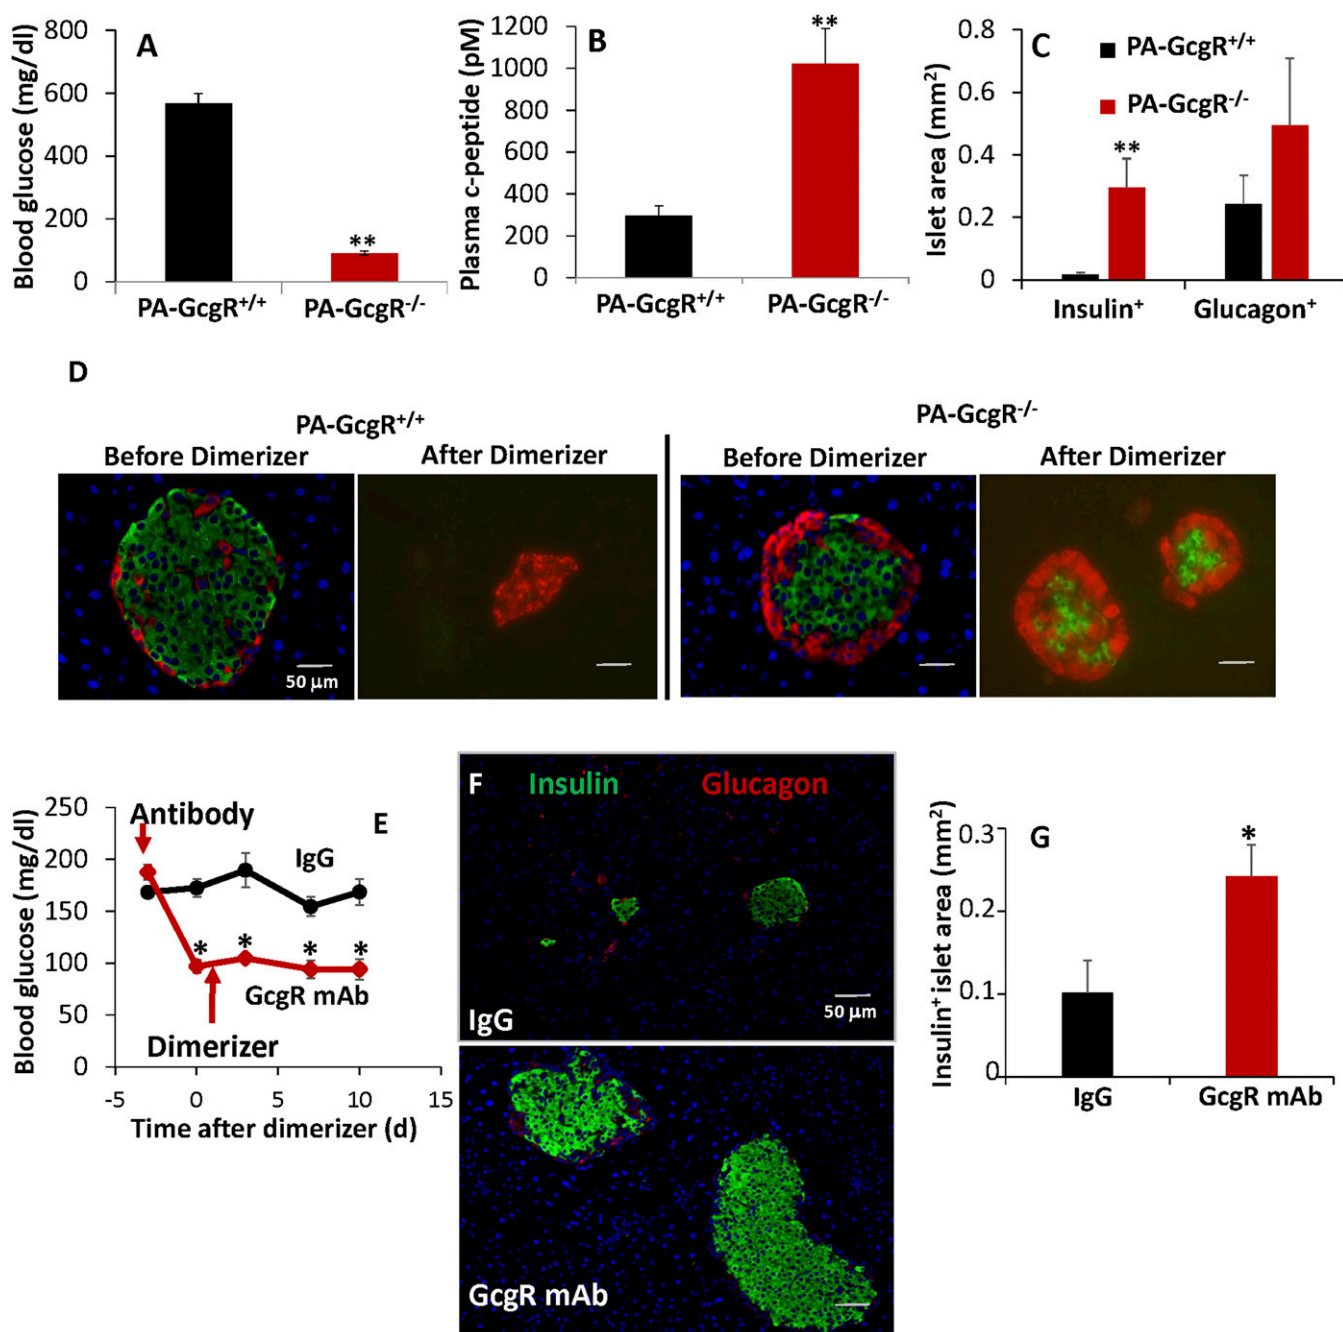 A
Blood glucose (mg/dl)
800
600
400
200
0
**
PA-GcgR+/+
PA-GcgR-/-
B
Plasma c-peptide (pM)
1200
1000
800
600
400
200
0
**
PA-GcgR+/+
PA-GcgR-/-
C
Islet area (mm2)
0.8
0.6
0.4
0.2
0
PA-GcgR+/+
PA-GcgR-/-
**
Insulin+
Glucagon+
D
PA-GcgR+/+
PA-GcgR-/-
Before Dimerizer
After Dimerizer
Before Dimerizer
After Dimerizer
50 µm
E
Blood glucose (mg/dl)
250
200
150
100
50
0
Antibody
IgG
* * * *
GcgR mAb
Dimerizer
-5 0 5 10 15
Time after dimerizer (d)
F
Insulin
Glucagon
50 µm
IgG
GcgR mAb
G
Insulin+ islet area (mm2)
0.3
0.2
0.1
0
*
IgG
GcgR mAb